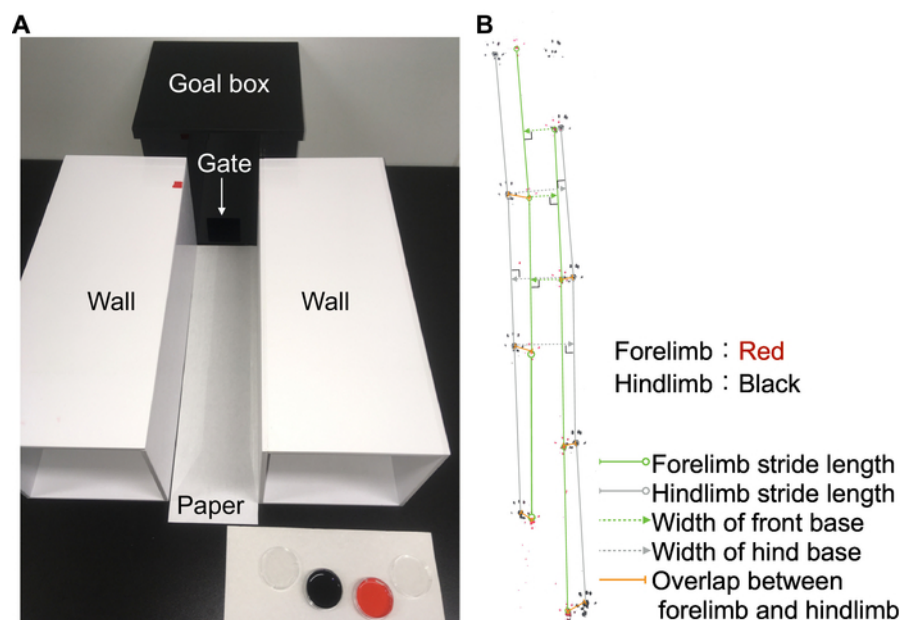 A
Goal box
Gate
Wall
Wall
Paper
B
Forelimb : Red
Hindlimb : Black
Forelimb stride length
Hindlimb stride length
Width of front base
Width of hind base
Overlap between
forelimb and hindlimb